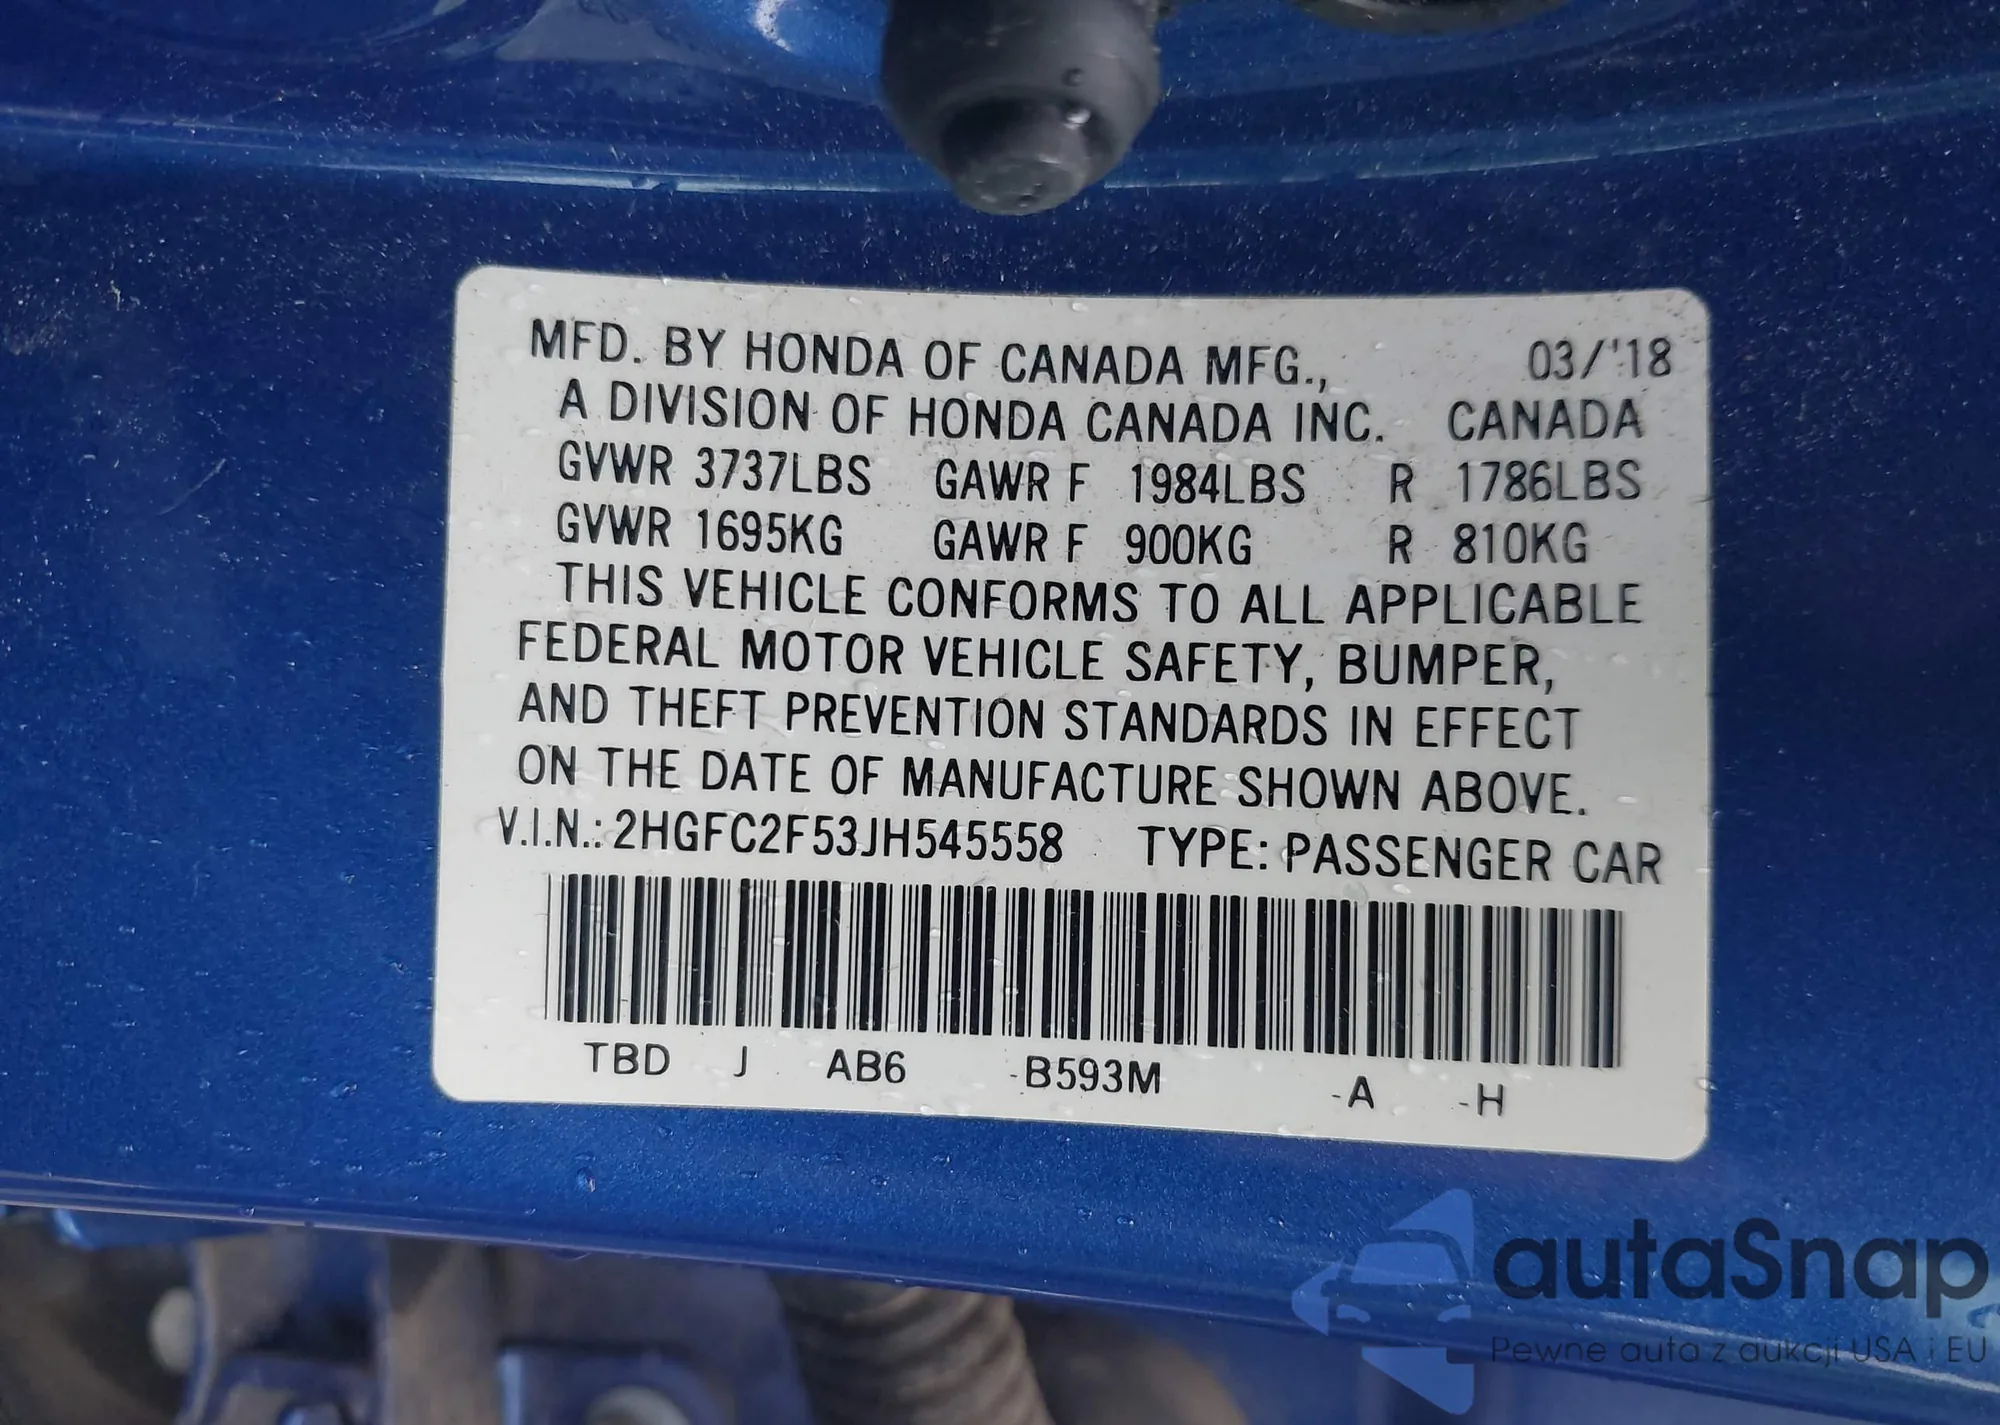 MFD. BY HONDA OF CANADA MFG., 03/'18
A DIVISION OF HONDA CANADA INC. CANADA
GVWR 3737LBS GAWR F 1984LBS R 1786LBS
GVWR 1695KG GAWR F 900KG R 810KG
THIS VEHICLE CONFORMS TO ALL APPLICABLE
FEDERAL MOTOR VEHICLE SAFETY, BUMPER,
AND THEFT PREVENTION STANDARDS IN EFFECT
ON THE DATE OF MANUFACTURE SHOWN ABOVE.
V.I.N.: 2HGFC2F53JH545558 TYPE: PASSENGER CAR
TBD J AB6 -B593M -A -H
autaSnap
Pewne auta z aukcji USA i EU